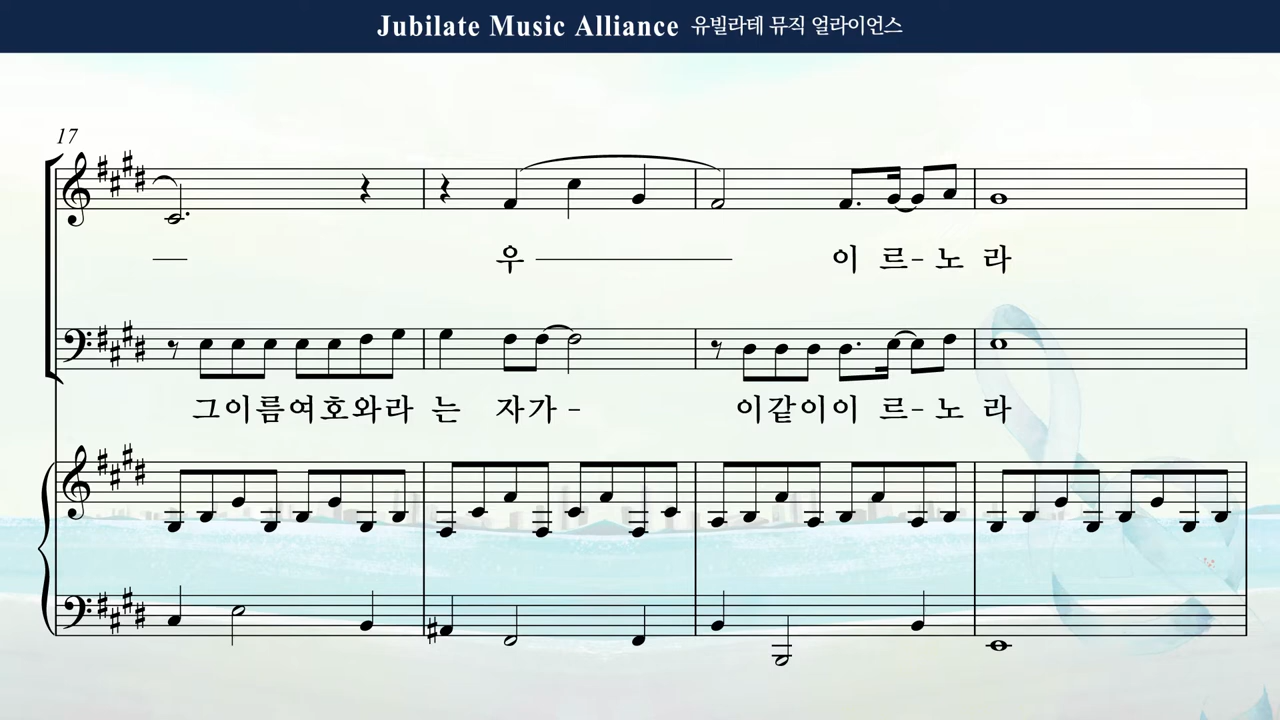 Jubilate Music Alliance 유빌라테 뮤직 얼라이언스
17
우 이 르- 노 라
그이름여호와라 는 자가- 이같이이 르- 노 라